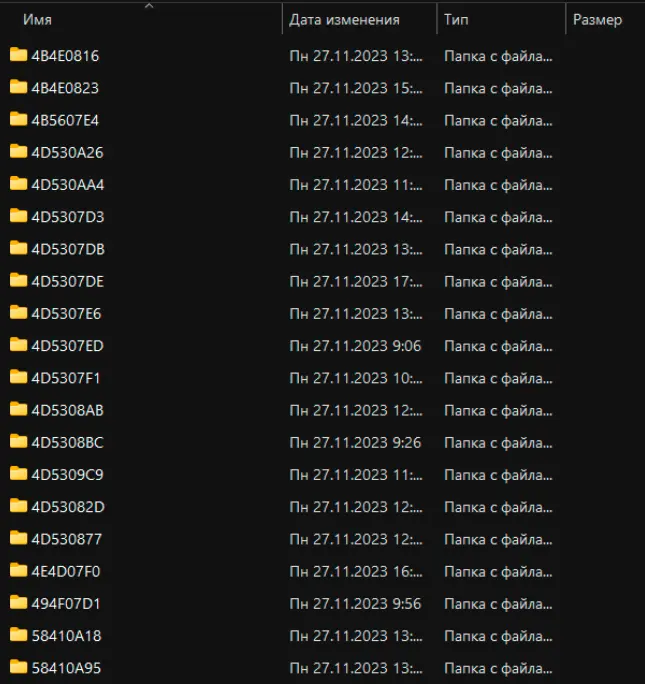 Имя Дата изменения Тип Размер
4B4E0816 Пн 27.11.2023 13:... Папка с файла...
4B4E0823 Пн 27.11.2023 15:... Папка с файла...
4B5607E4 Пн 27.11.2023 14:... Папка с файла...
4D530A26 Пн 27.11.2023 12:... Папка с файла...
4D530AA4 Пн 27.11.2023 11:... Папка с файла...
4D5307D3 Пн 27.11.2023 14:... Папка с файла...
4D5307DB Пн 27.11.2023 13:... Папка с файла...
4D5307DE Пн 27.11.2023 17:... Папка с файла...
4D5307E6 Пн 27.11.2023 13:... Папка с файла...
4D5307ED Пн 27.11.2023 9:06 Папка с файла...
4D5307F1 Пн 27.11.2023 10:... Папка с файла...
4D5308AB Пн 27.11.2023 12:... Папка с файла...
4D5308BC Пн 27.11.2023 9:26 Папка с файла...
4D5309C9 Пн 27.11.2023 11:... Папка с файла...
4D53082D Пн 27.11.2023 12:... Папка с файла...
4D530877 Пн 27.11.2023 12:... Папка с файла...
4E4D07F0 Пн 27.11.2023 16:... Папка с файла...
494F07D1 Пн 27.11.2023 9:56 Папка с файла...
58410A18 Пн 27.11.2023 13:... Папка с файла...
58410A95 Пн 27.11.2023 13:... Папка с файла...